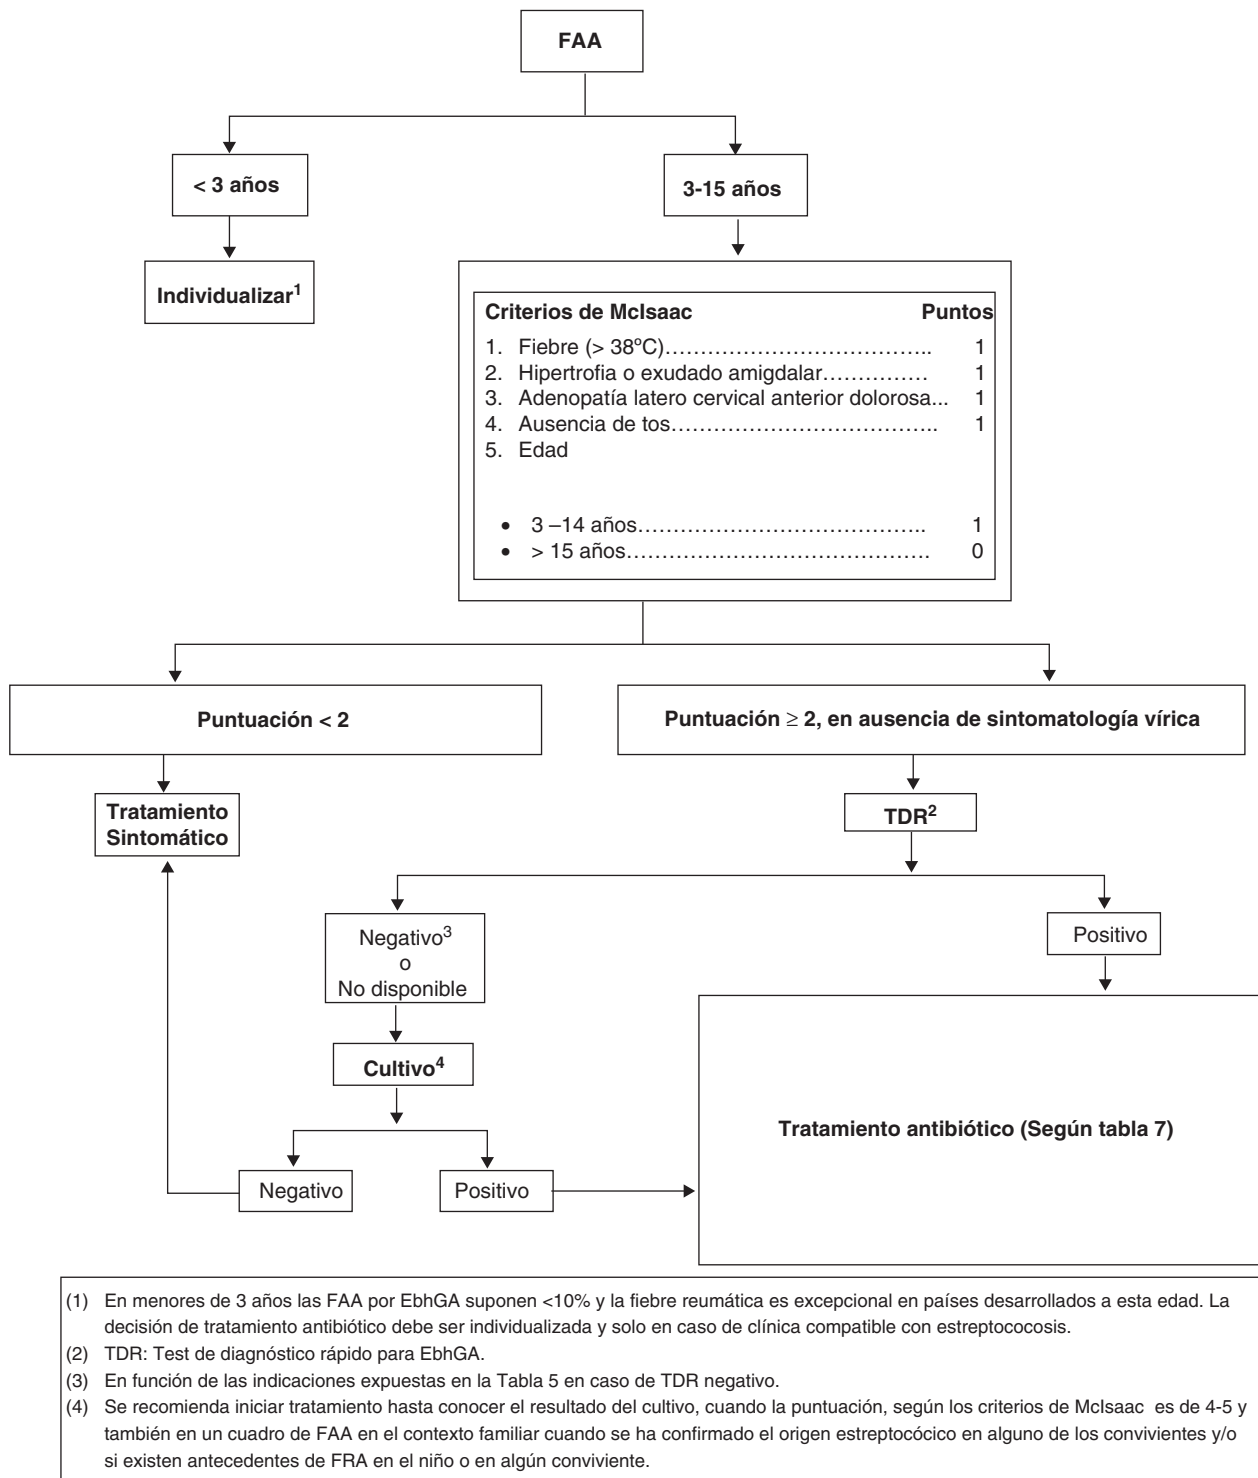 FAA
< 3 años
3-15 años
Individualizar1
Criterios de McIsaac Puntos
1. Fiebre (> 38ºC)……………………………….. 1
2. Hipertrofia o exudado amigdalar…………… 1
3. Adenopatía latero cervical anterior dolorosa... 1
4. Ausencia de tos……………………………….. 1
5. Edad
• 3 –14 años………………………………….. 1
• > 15 años…………………………………. 0
Puntuación < 2
Puntuación ≥ 2, en ausencia de sintomatología vírica
Tratamiento
Sintomático
TDR2
Negativo3
o
No disponible
Positivo
Cultivo4
Tratamiento antibiótico (Según tabla 7)
Negativo
Positivo
(1) En menores de 3 años las FAA por EbhGA suponen <10% y la fiebre reumática es excepcional en países desarrollados a esta edad. La
decisión de tratamiento antibiótico debe ser individualizada y solo en caso de clínica compatible con estreptococosis.
(2) TDR: Test de diagnóstico rápido para EbhGA.
(3) En función de las indicaciones expuestas en la Tabla 5 en caso de TDR negativo.
(4) Se recomienda iniciar tratamiento hasta conocer el resultado del cultivo, cuando la puntuación, según los criterios de McIsaac es de 4-5 y
también en un cuadro de FAA en el contexto familiar cuando se ha confirmado el origen estreptocócico en alguno de los convivientes y/o
si existen antecedentes de FRA en el niño o en algún conviviente.